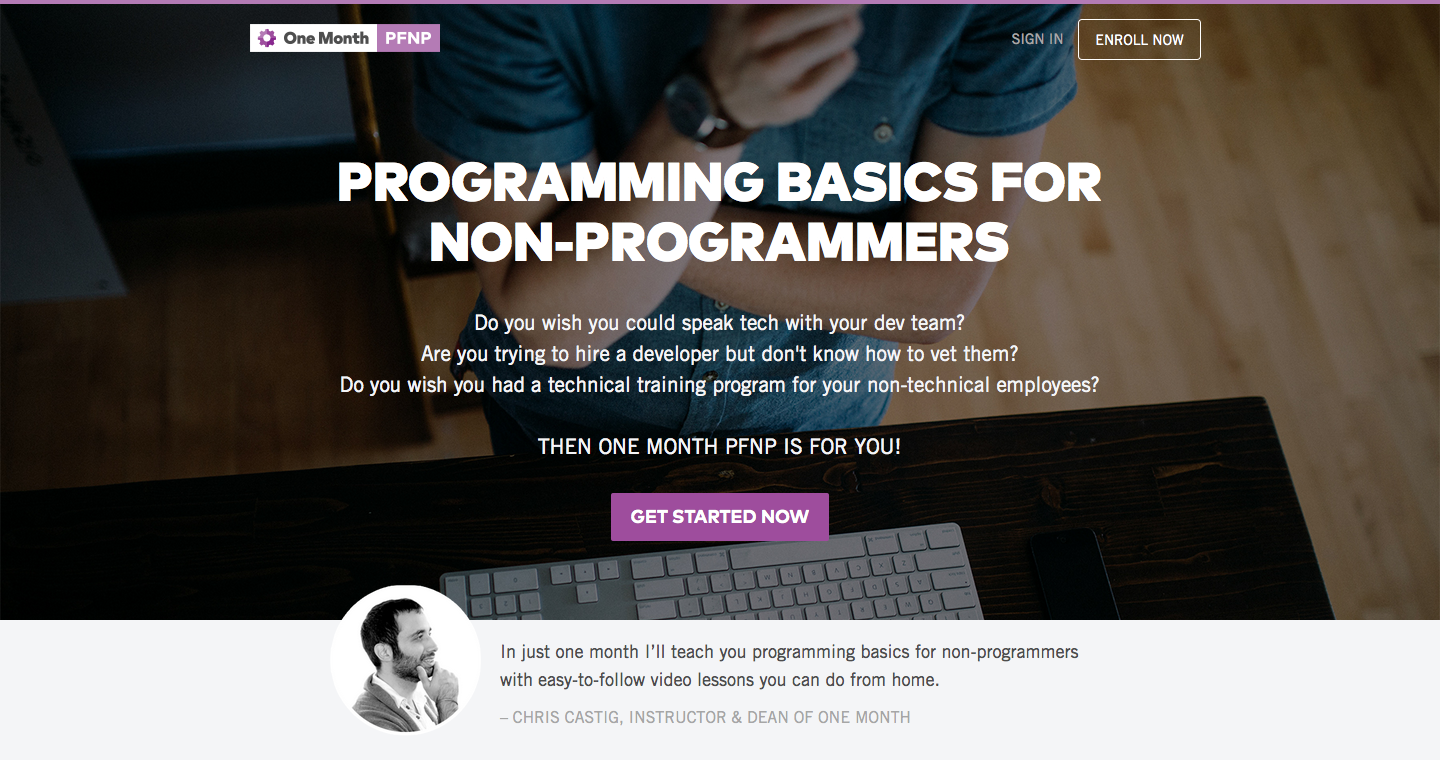 One Month PFNP
SIGN IN
ENROLL NOW
PROGRAMMING BASICS FOR
NON-PROGRAMMERS
Do you wish you could speak tech with your dev team?
Are you trying to hire a developer but don't know how to vet them?
Do you wish you had a technical training program for your non-technical employees?
THEN ONE MONTH PFNP IS FOR YOU!
GET STARTED NOW
In just one month I’ll teach you programming basics for non-programmers
with easy-to-follow video lessons you can do from home.
– CHRIS CASTIG, INSTRUCTOR & DEAN OF ONE MONTH